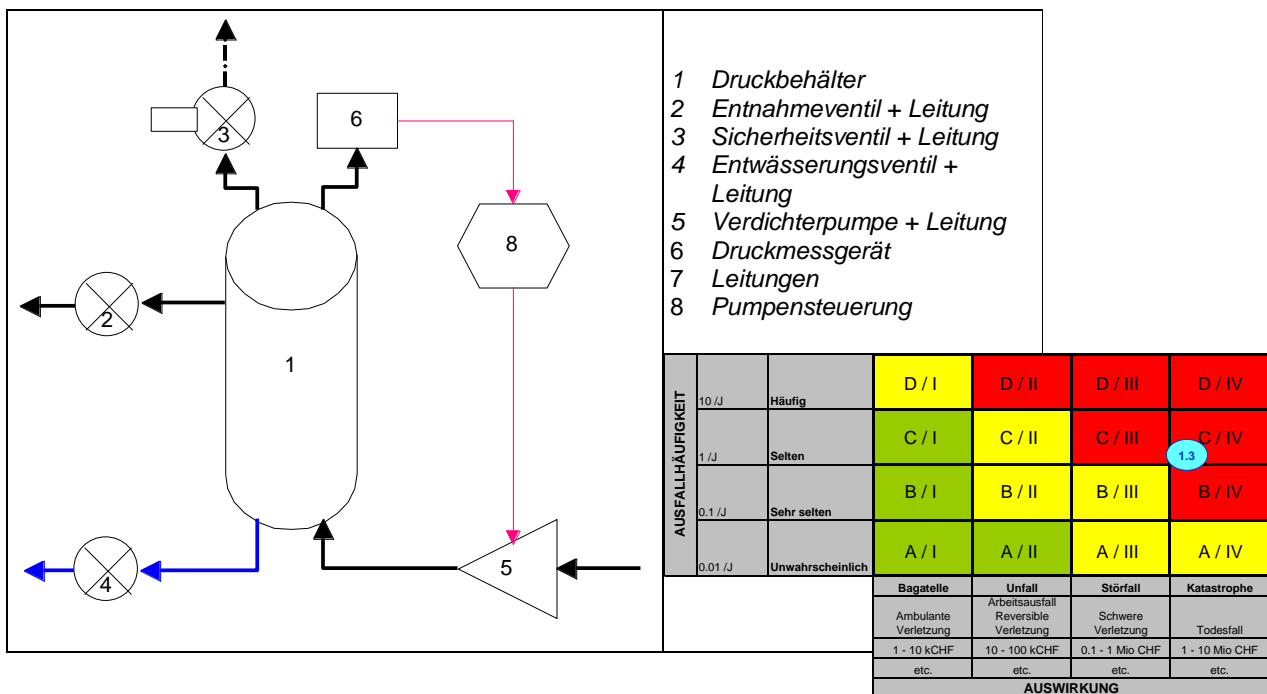 3
6
8
2
1
4
5
1 Druckbehälter
2 Entnahmeventil + Leitung
3 Sicherheitsventil + Leitung
4 Entwässerungsventil +
Leitung
5 Verdichterpumpe + Leitung
6 Druckmessgerät
7 Leitungen
8 Pumpensteuerung
AUSFALLHÄUFIGKEIT
10 /J Häufig D / I D / II D / III D / IV
1 /J Selten C / I C / II C / III C / IV
1.3
0.1 /J Sehr selten B / I B / II B / III B / IV
0.01 /J Unwahrscheinlich A / I A / II A / III A / IV
Bagatelle Unfall Störfall Katastrophe
Ambulante
Verletzung
Arbeitsausfall
Reversible
Verletzung
Schwere
Verletzung
Todesfall
1 - 10 kCHF 10 - 100 kCHF 0.1 - 1 Mio CHF 1 - 10 Mio CHF
etc. etc. etc. etc.
AUSWIRKUNG